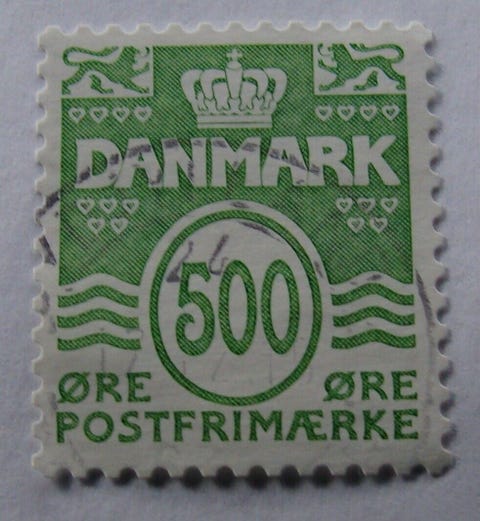 DANMARK
500
ØRE ØRE
POSTFRIMÆRKE